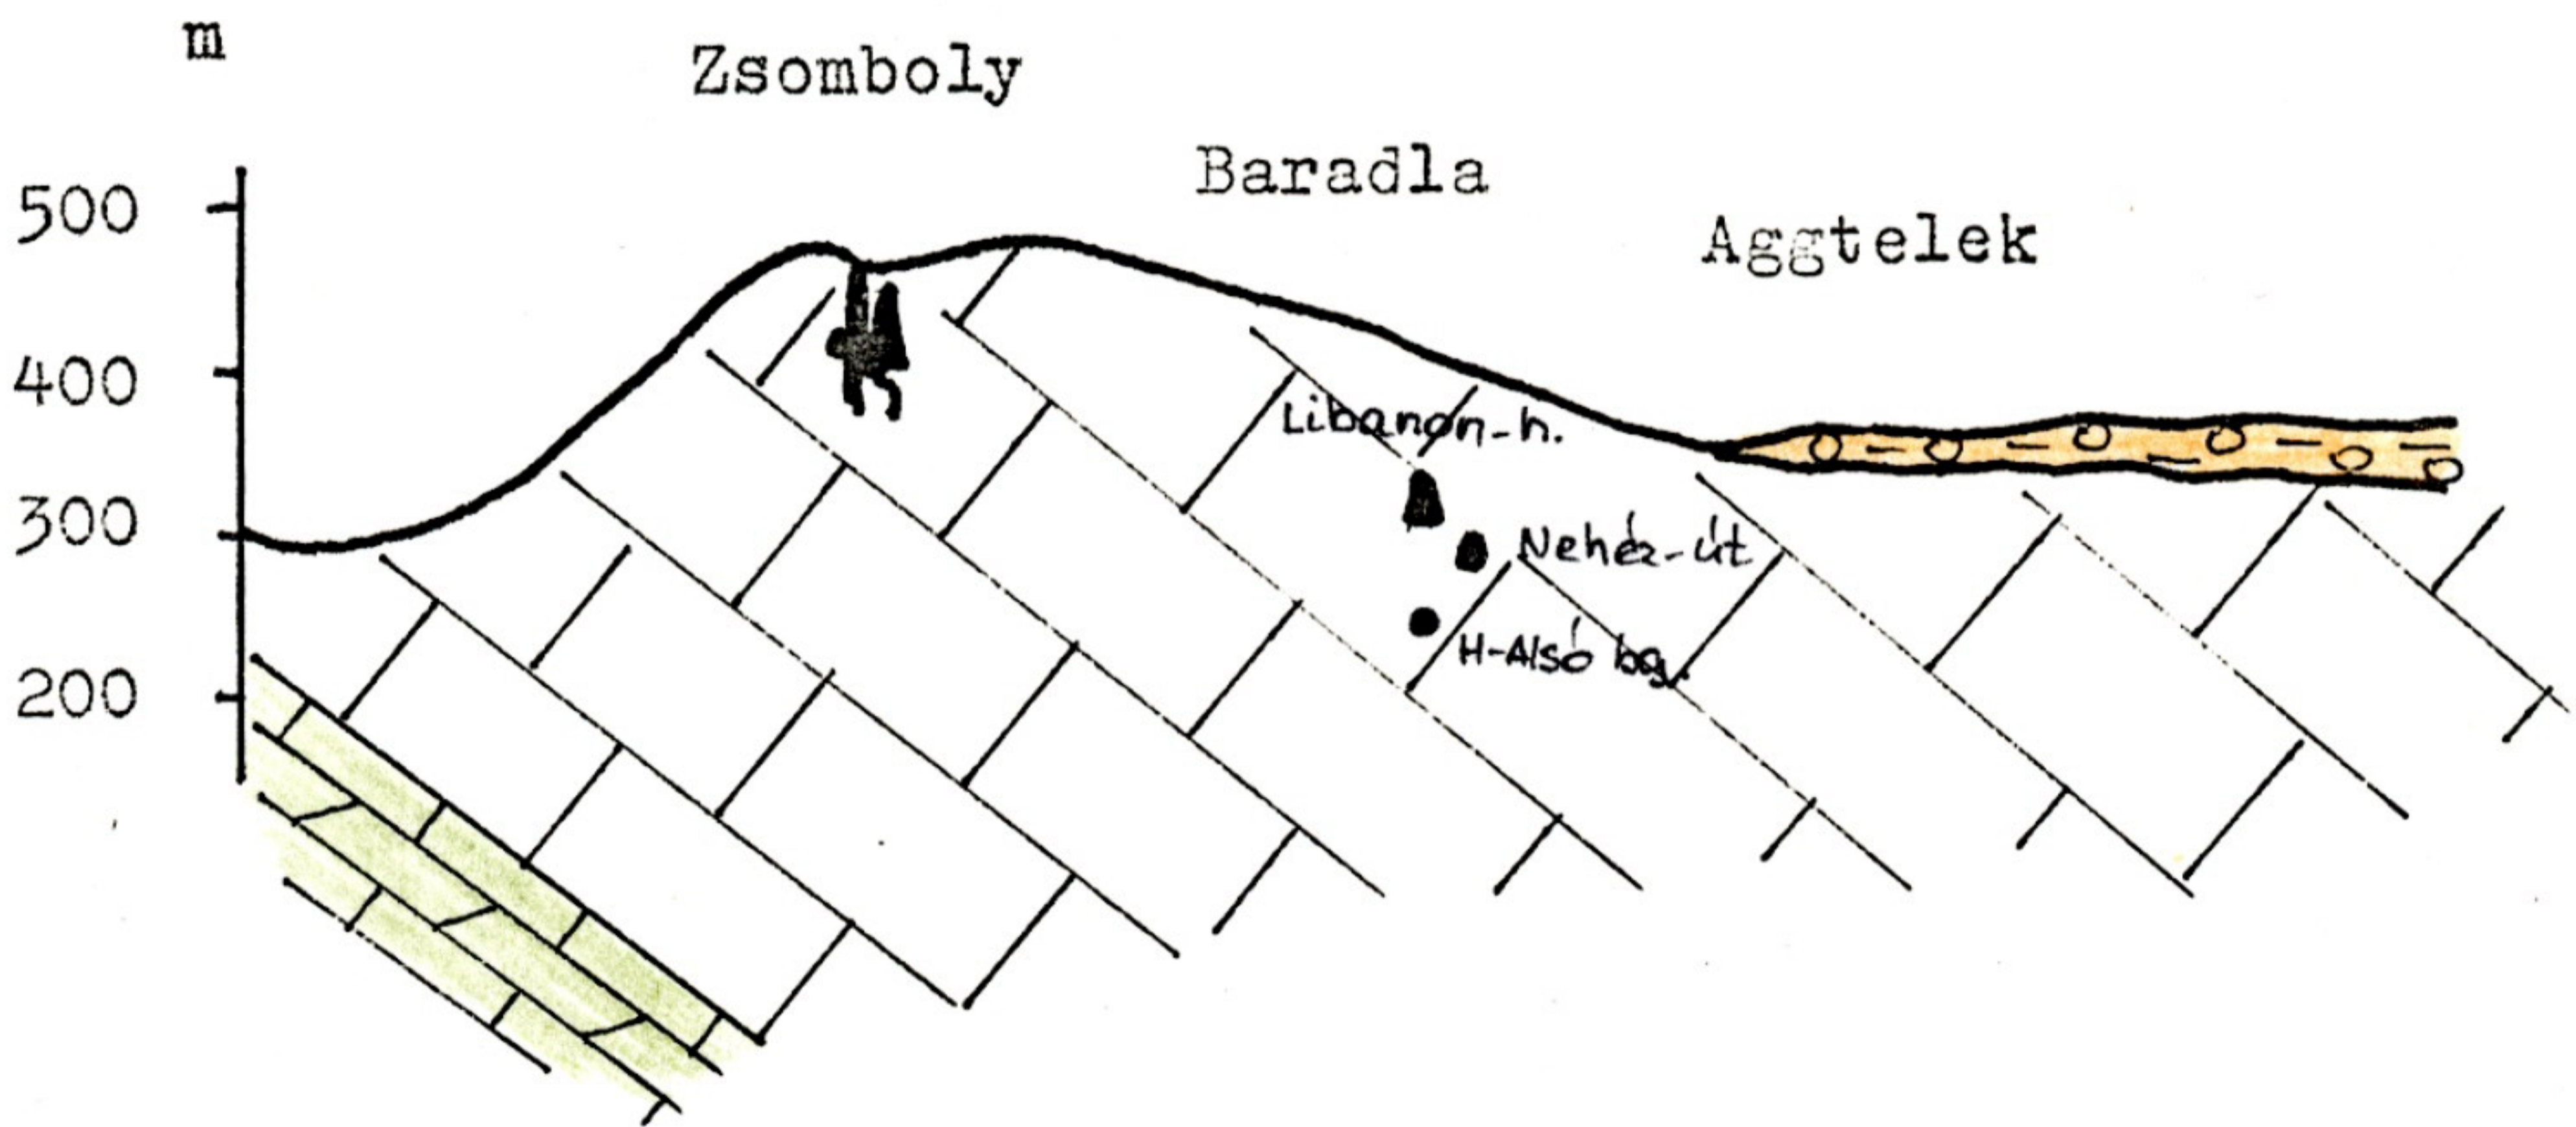 m
Zsomboly
Baradla
Aggtelek
500
400
300
200
Libanon-h.
Nehéz-út
H-Alsó bg.